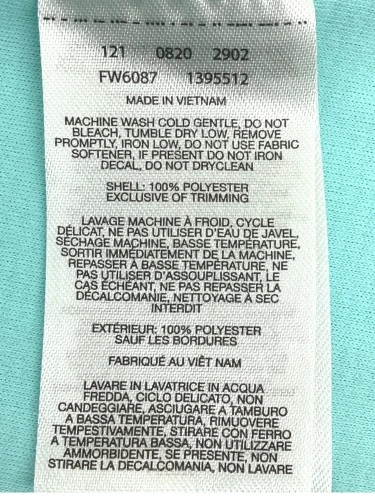 121 0820 2902
FW6087 1395512
MADE IN VIETNAM
MACHINE WASH COLD GENTLE, DO NOT
BLEACH, TUMBLE DRY LOW, REMOVE
PROMPTLY, IRON LOW, DO NOT USE FABRIC
SOFTENER, IF PRESENT DO NOT IRON
DECAL, DO NOT DRYCLEAN
SHELL: 100% POLYESTER
EXCLUSIVE OF TRIMMING
LAVAGE MACHINE À FROID, CYCLE
DÉLICAT, NE PAS UTILISER D'EAU DE JAVEL,
SÉCHAGE MACHINE, BASSE TEMPÉRATURE,
SORTIR IMMÉDIATEMENT DE LA MACHINE,
REPASSER À BASSE TEMPÉRATURE, NE
PAS UTILISER D'ASSOUPLISSANT, LE
CAS ÉCHÉANT, NE PAS REPASSER LA
DÉCALCOMANIE, NETTOYAGE À SEC
INTERDIT
EXTÉRIEUR: 100% POLYESTER
SAUF LES BORDURES
FABRIQUÉ AU VIÊT NAM
LAVARE IN LAVATRICE IN ACQUA
FREDDA, CICLO DELICATO, NON
CANDEGGIARE, ASCIUGARE A TAMBURO
A BASSA TEMPERATURA, RIMUOVERE
TEMPESTIVAMENTE, STIRARE CON FERRO
A TEMPERATURA BASSA, NON UTILIZZARE
AMMORBIDENTE, SE PRESENTE, NON
STIRARE LA DECALCOMANIA, NON LAVARE